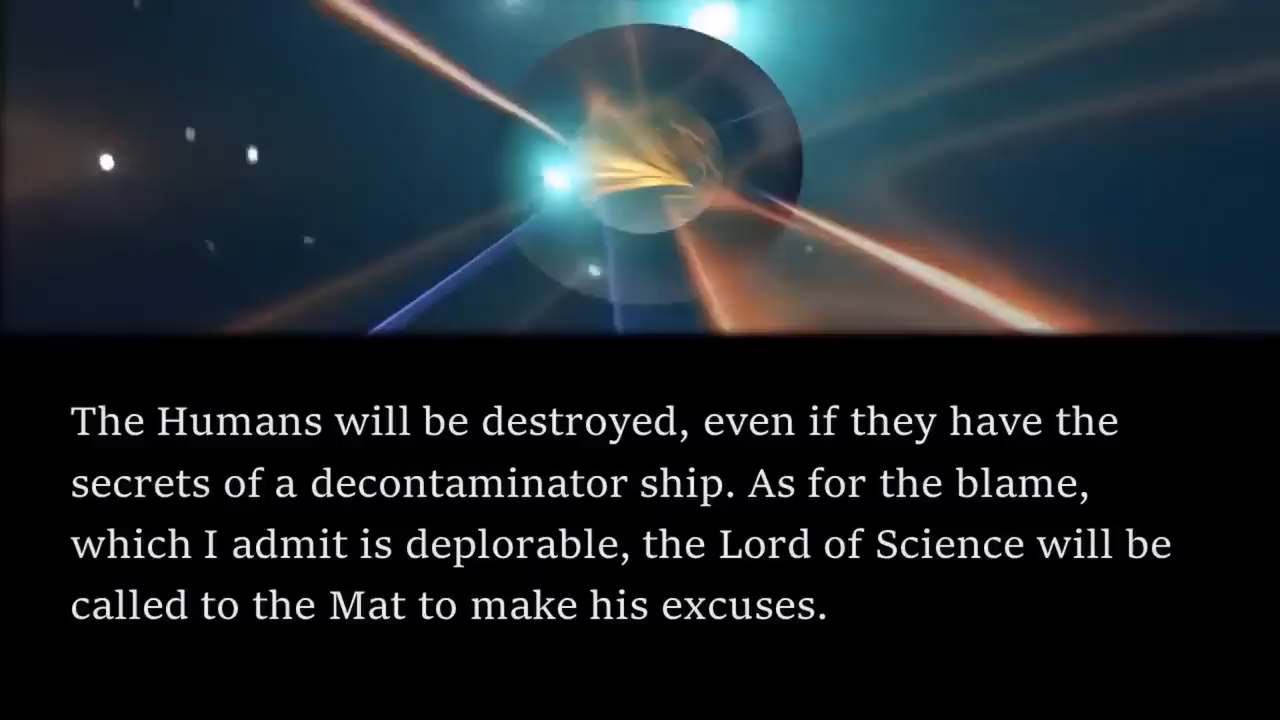 The Humans will be destroyed, even if they have the
secrets of a decontaminator ship. As for the blame,
which I admit is deplorable, the Lord of Science will be
called to the Mat to make his excuses.